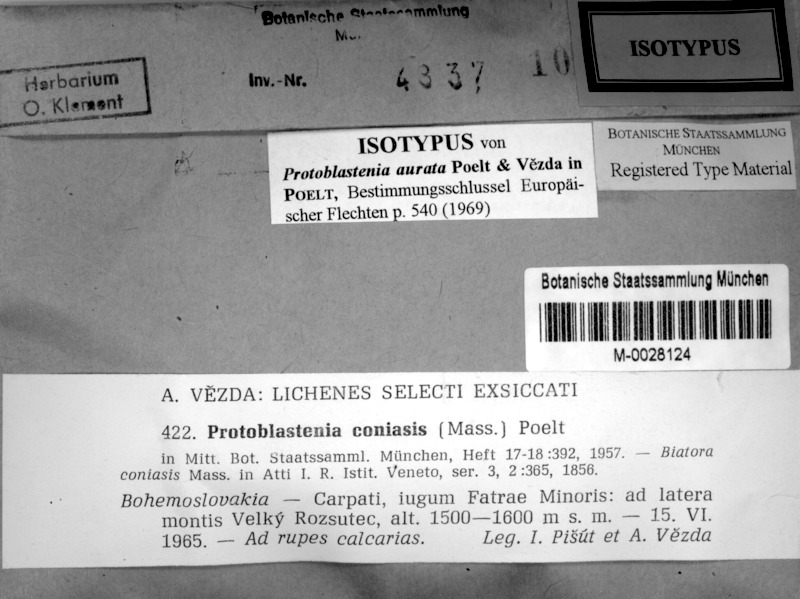 Botanische Staatssammlung
Inv.-Nr.
4337
10
Herbarium
O. Klement
ISOTYPUS
ISOTYPUS von
Protoblastenia aurata Poelt & Vězda in
POELT, Bestimmungsschlussel Europäi-
scher Flechten p. 540 (1969)
BOTANISCHE STAATSSAMMLUNG
MÜNCHEN
Registered Type Material
Botanische Staatssammlung München
M-0028124
A. VĚZDA: LICHENES SELECTI EXSICCATI
422. Protoblastenia coniasis (Mass.) Poelt
in Mitt. Bot. Staatssamml. München, Heft 17-18 :392, 1957. — Biatora
coniasis Mass. in Atti I. R. Istit. Veneto, ser. 3, 2 :365, 1856.
Bohemoslovakia — Carpati, iugum Fatrae Minoris: ad latera
montis Velký Rozsutec, alt. 1500—1600 m s. m. — 15. VI.
1965. — Ad rupes calcarias. Leg. I. Pišút et A. Vězda